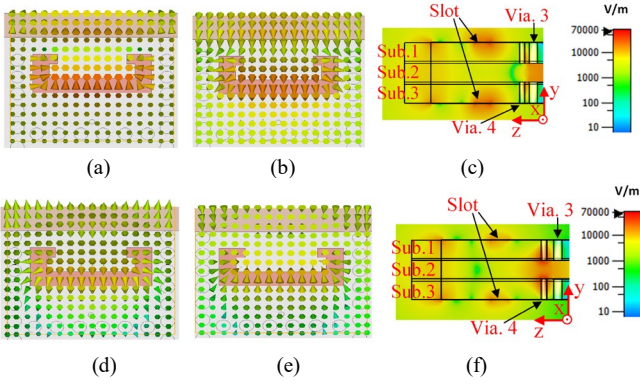 Slot Via. 3 V/m
70000
Sub.1 10000
Sub.2 1000
Sub.3 100
y
x
Via. 4 z 10
(a) (b) (c)
Slot Via. 3 V/m
70000
Sub.1 10000
Sub.2 1000
Sub.3 100
y
x
Via. 4 z 10
(d) (e) (f)